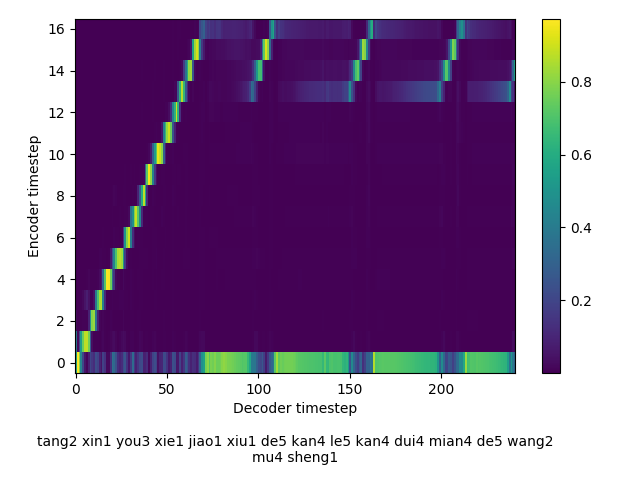 16
14
12
10
8
6
4
2
0
Encoder timestep
0 50 100 150 200
Decoder timestep
0.8
0.6
0.4
0.2
tang2 xin1 you3 xie1 jiao1 xiu1 de5 kan4 le5 kan4 dui4 mian4 de5 wang2
mu4 sheng1